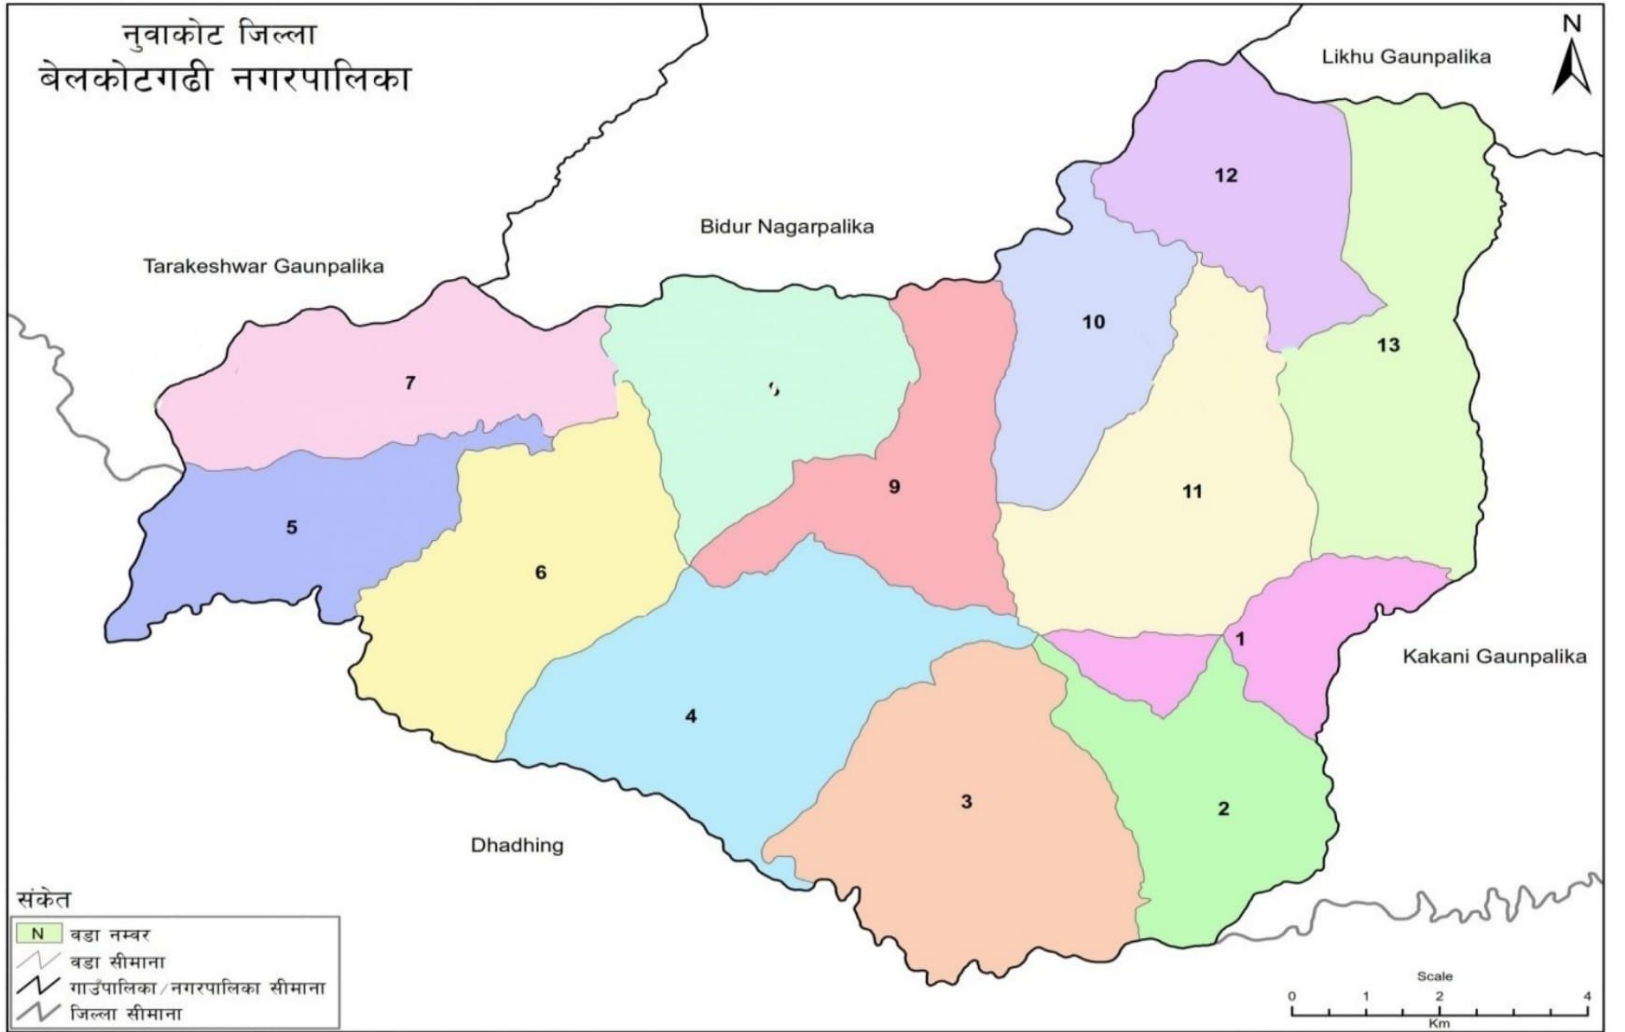 नुवाकोट जिल्ला
बेलकोटगढी नगरपालिका
N
Likhu Gaunpalika
12
Bidur Nagarpalika
Tarakeshwar Gaunpalika
10
13
7
9
11
5
6
1
Kakani Gaunpalika
4
3
2
Dhadhing
संकेत
N वडा नम्बर
वडा सीमाना
गाउँपालिका/नगरपालिका सीमाना
जिल्ला सीमाना
Scale
0 1 2 4
Km